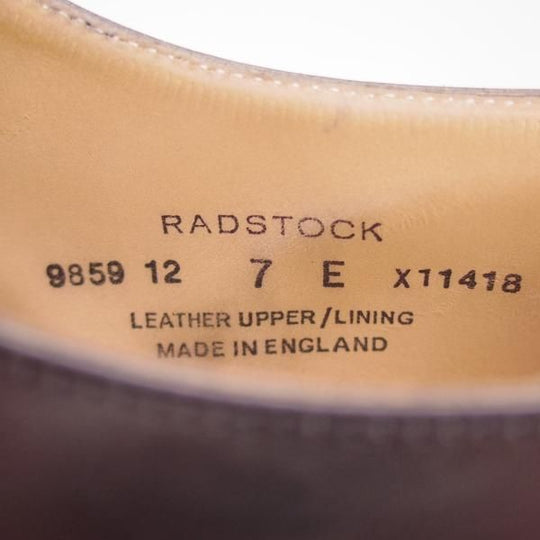 RADSTOCK
9859 12 7 E X11418
LEATHER UPPER/LINING
MADE IN ENGLAND